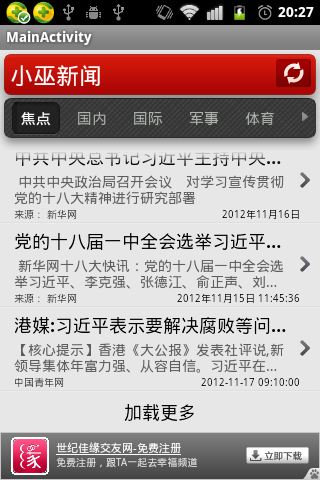 20:27
MainActivity
小巫新闻
焦点 国内 国际 军事 体育
中共中央总书记习近平主持中央...
中共中央政治局召开会议 对学习宣传贯彻
党的十八大精神进行研究部署
来源: 新华网 2012年11月16日
党的十八届一中全会选举习近平...
新华网十八大快讯：党的十八届一中全会选
举习近平、李克强、张德江、俞正声、刘...
来源: 新华网 2012年11月15日 11:45:36
港媒:习近平表示要解决腐败等问...
【核心提示】香港《大公报》发表社评说,新
领导集体年富力强、从容自信。习近平在...
中国青年网 2012-11-17 09:10:00
加载更多
世纪佳缘交友网-免费注册
免费注册，跟TA一起去幸福频道
立即下载